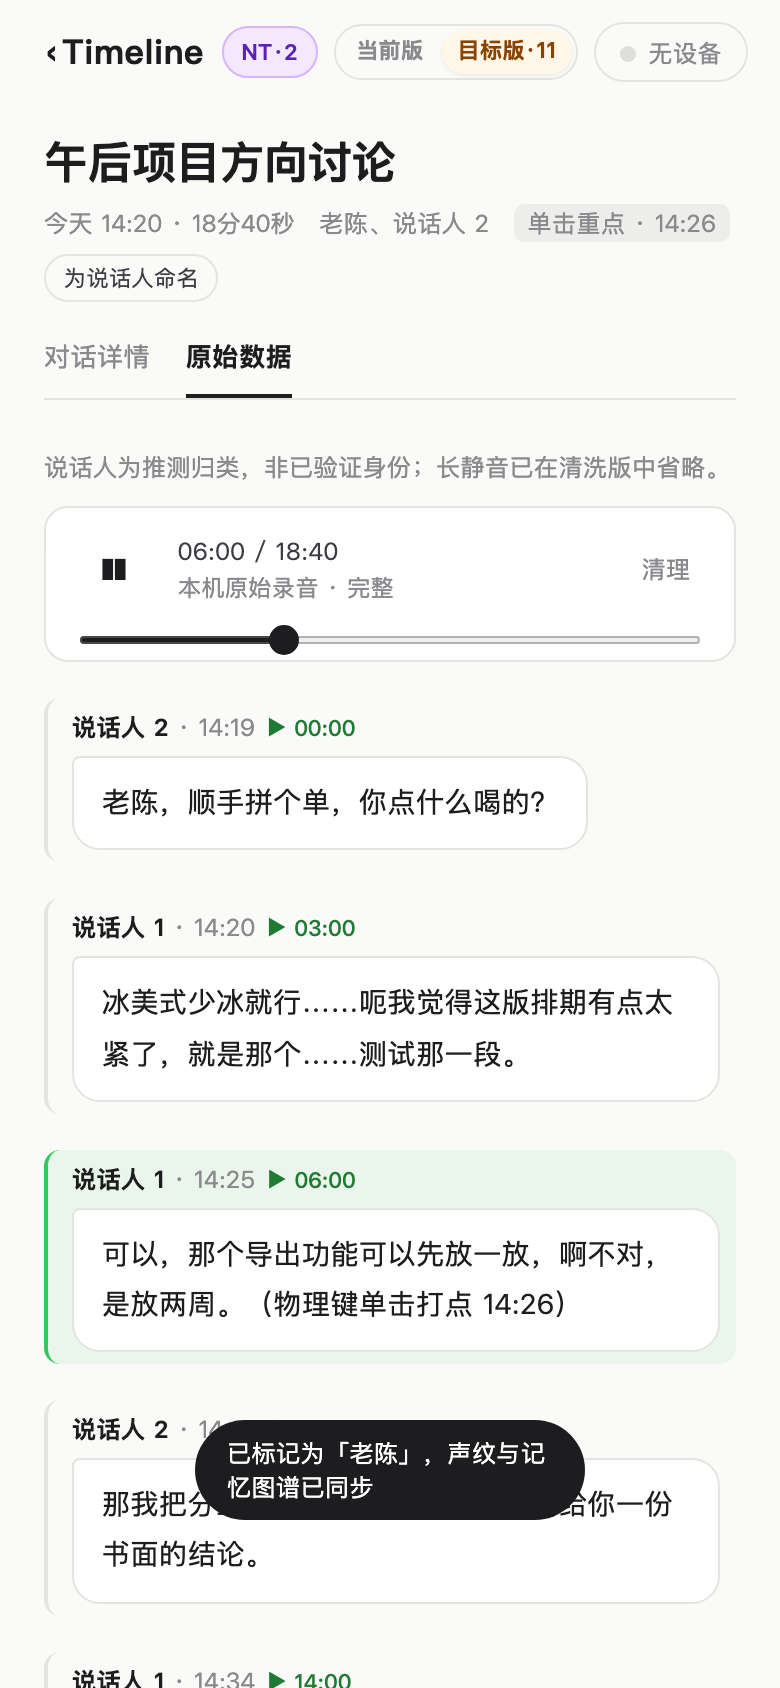 ‹ Timeline NT·2 当前版 目标版·11 无设备
午后项目方向讨论
今天 14:20 · 18分40秒 老陈、说话人 2 单击重点 · 14:26
为说话人命名
对话详情 原始数据
说话人为推测归类，非已验证身份；长静音已在清洗版中省略。
06:00 / 18:40
本机原始录音 · 完整
清理
说话人 2 · 14:19 ▶ 00:00
老陈，顺手拼个单，你点什么喝的？
说话人 1 · 14:20 ▶ 03:00
冰美式少冰就行……呃我觉得这版排期有点太
紧了，就是那个……测试那一段。
说话人 1 · 14:25 ▶ 06:00
可以，那个导出功能可以先放一放，啊不对，
是放两周。（物理键单击打点 14:26）
说话人 2 · 14
已标记为「老陈」，声纹与记
忆图谱已同步
那我把分 给你一份
书面的结论。
说话人 1 · 14:34 ▶ 14:00